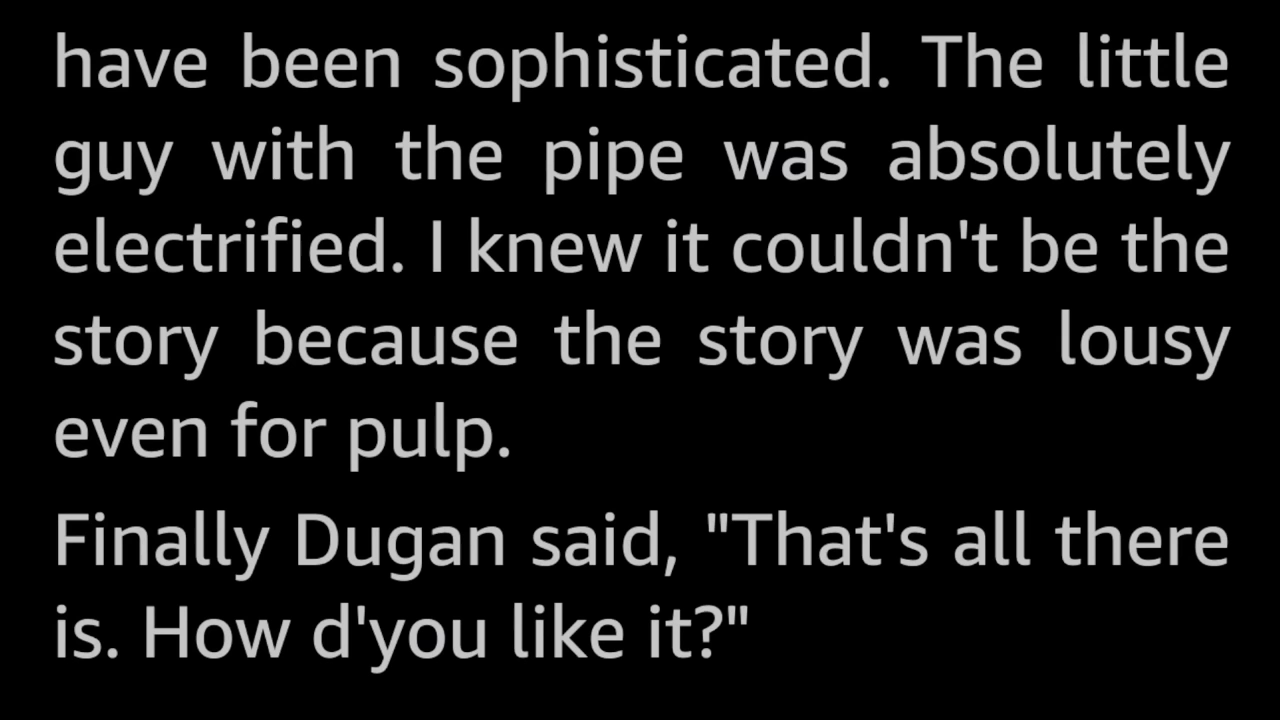 have been sophisticated. The little
guy with the pipe was absolutely
electrified. I knew it couldn't be the
story because the story was lousy
even for pulp.
Finally Dugan said, "That's all there
is. How d'you like it?"